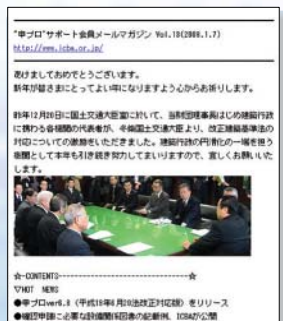 "申プロ"サポート会員メールマガジン Vol.18(2008.1.7)
http://www.icba.or.jp/
あけましておめでとうございます。
新年が皆さまにとってよい年になりますよう心からお祈りします。
昨年12月20日に国土交通大臣室において、当財団理事長はじめ建築行政
に携わる各機関の代表者が、冬柴国土交通大臣より、改正建築基準法の
対応についての激励をいただきました。建築行政の円滑化の一端を担う
機関として本年も引き続き努力してまいりますので、宜しくお願いいた
します。
☆-CONTENTS-------------------------------☆
▽HOT NEWS
●申プロver6.8（平成19年6月20法改正対応版）をリリース
●確認申請に必要な設備関係図書の記載例、ICBAが公開